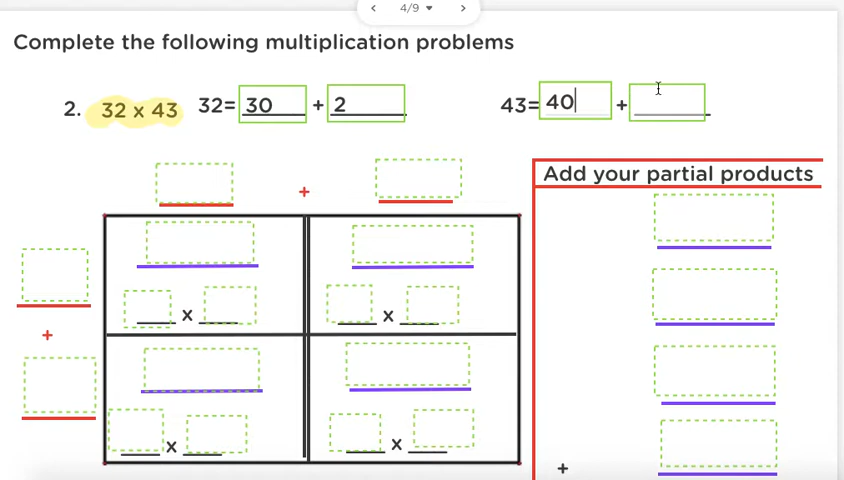 4/9
Complete the following multiplication problems
2. 32 x 43 32= 30 + 2 43= 40 +
+
Add your partial products
x x
+
x x
+